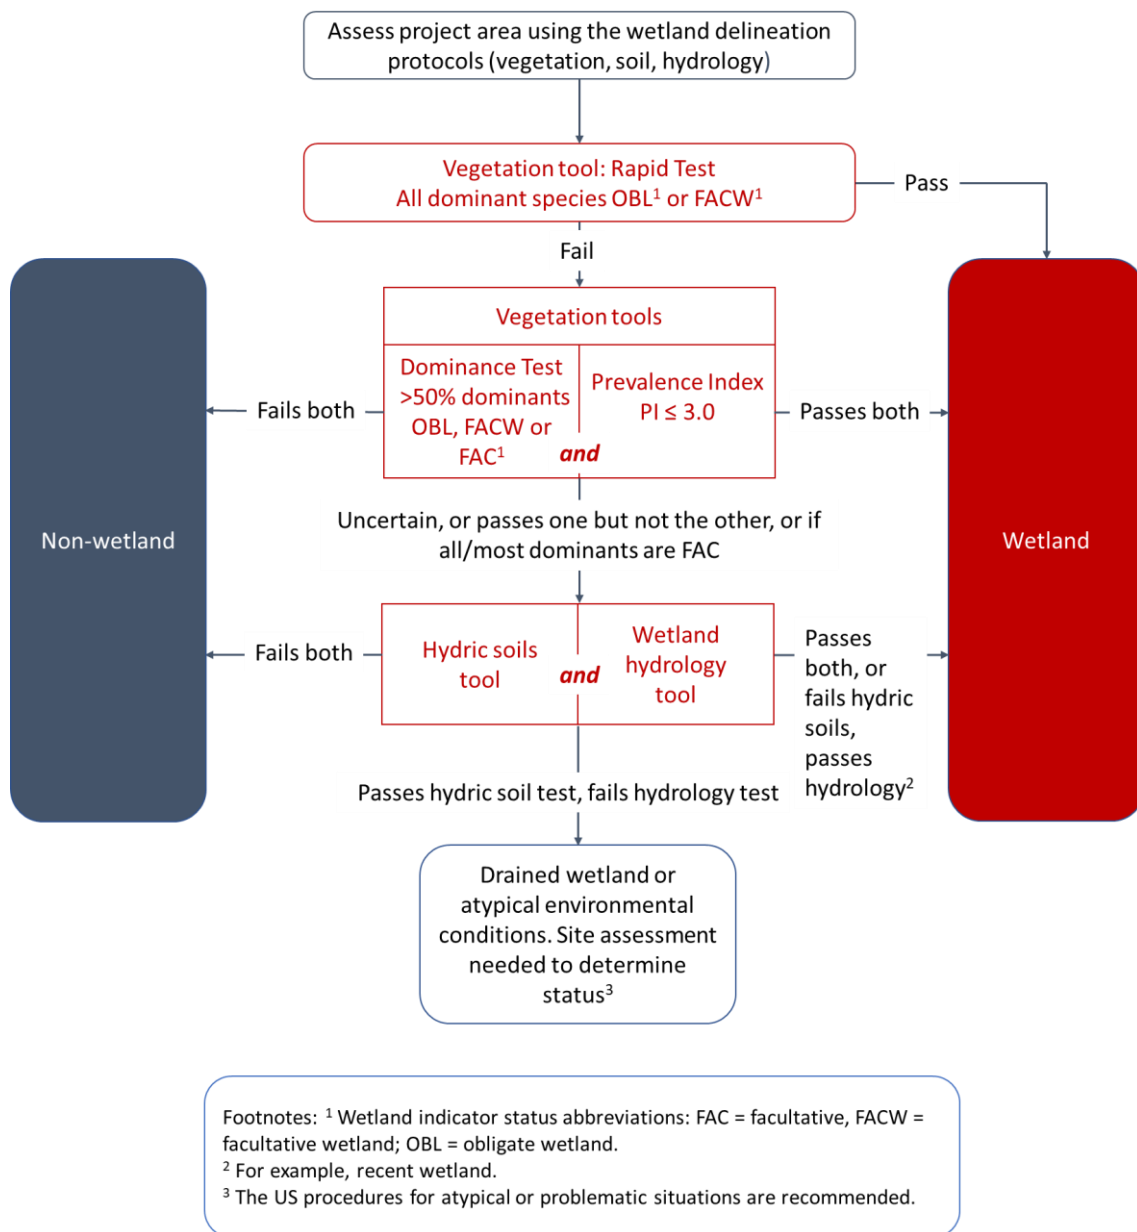 Assess project area using the wetland delineation
protocols (vegetation, soil, hydrology)
Vegetation tool: Rapid Test
All dominant species OBL¹ or FACW¹
Pass
Fail
Vegetation tools
Dominance Test
>50% dominants
OBL, FACW or
FAC¹
and
Prevalence Index
PI ≤ 3.0
Fails both
Passes both
Non-wetland
Wetland
Uncertain, or passes one but not the other, or if
all/most dominants are FAC
Fails both
Hydric soils
tool
and
Wetland
hydrology
tool
Passes
both, or
fails hydric
soils,
passes
hydrology²
Passes hydric soil test, fails hydrology test
Drained wetland or
atypical environmental
conditions. Site assessment
needed to determine
status³
Footnotes: ¹ Wetland indicator status abbreviations: FAC = facultative, FACW =
facultative wetland; OBL = obligate wetland.
² For example, recent wetland.
³ The US procedures for atypical or problematic situations are recommended.